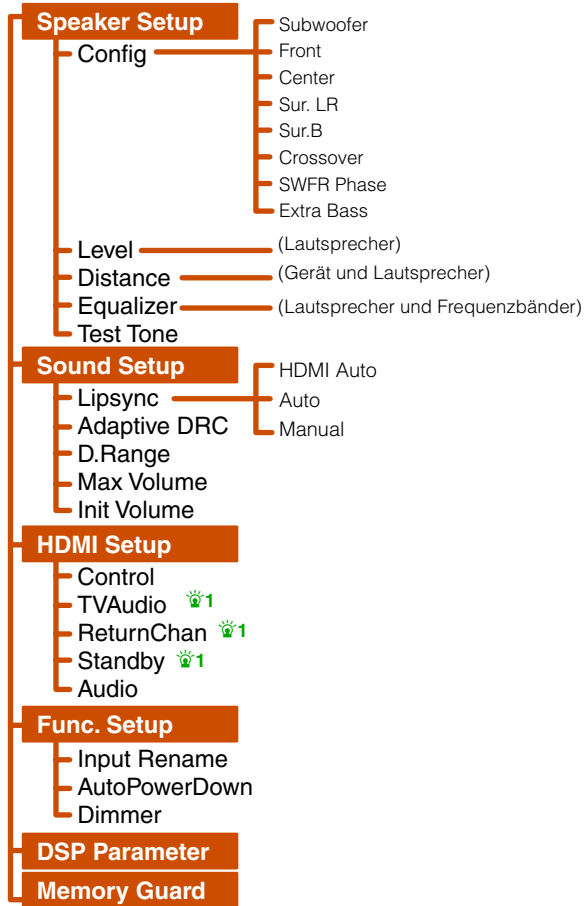 Speaker Setup
Config
Subwoofer
Front
Center
Sur. LR
Sur.B
Crossover
SWFR Phase
Extra Bass
Level
(Lautsprecher)
Distance
(Gerät und Lautsprecher)
Equalizer
(Lautsprecher und Frequenzbänder)
Test Tone
Sound Setup
Lipsync
HDMI Auto
Auto
Manual
Adaptive DRC
D.Range
Max Volume
Init Volume
HDMI Setup
Control
TVAudio 1
ReturnChan 1
Standby 1
Audio
Func. Setup
Input Rename
AutoPowerDown
Dimmer
DSP Parameter
Memory Guard